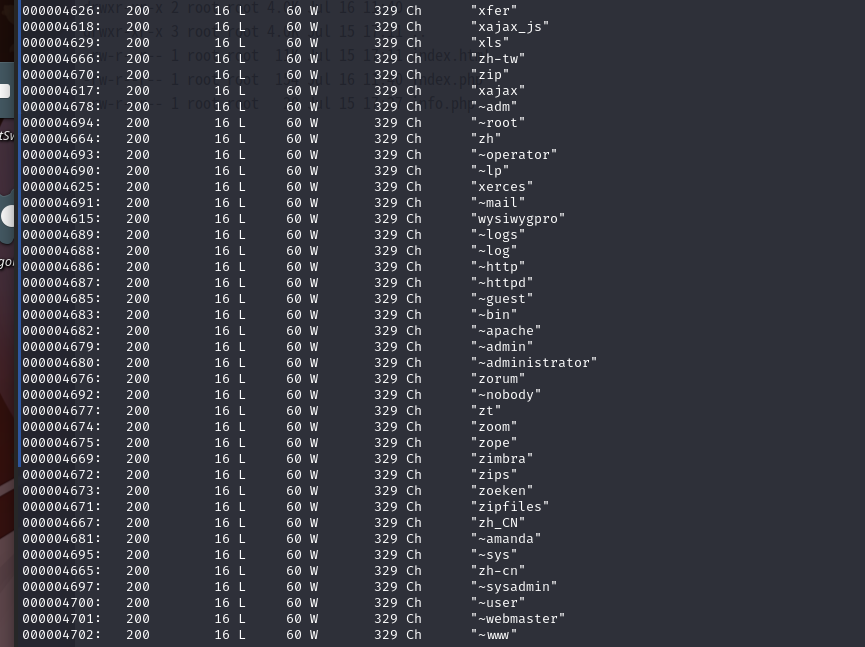 000004626: 200 16 L 60 W 329 Ch "xfer"
000004618: 200 16 L 60 W 329 Ch "xajax_js"
000004629: 200 16 L 60 W 329 Ch "xls"
000004666: 200 16 L 60 W 329 Ch "zh-tw"
000004670: 200 16 L 60 W 329 Ch "zip"
000004617: 200 16 L 60 W 329 Ch "xajax"
000004678: 200 16 L 60 W 329 Ch "~adm"
000004694: 200 16 L 60 W 329 Ch "~root"
000004664: 200 16 L 60 W 329 Ch "zh"
000004693: 200 16 L 60 W 329 Ch "~operator"
000004690: 200 16 L 60 W 329 Ch "~lp"
000004625: 200 16 L 60 W 329 Ch "xerces"
000004691: 200 16 L 60 W 329 Ch "~mail"
000004615: 200 16 L 60 W 329 Ch "wysiwygpro"
000004689: 200 16 L 60 W 329 Ch "~logs"
000004688: 200 16 L 60 W 329 Ch "~log"
000004686: 200 16 L 60 W 329 Ch "~http"
000004687: 200 16 L 60 W 329 Ch "~httpd"
000004685: 200 16 L 60 W 329 Ch "~guest"
000004683: 200 16 L 60 W 329 Ch "~bin"
000004682: 200 16 L 60 W 329 Ch "~apache"
000004679: 200 16 L 60 W 329 Ch "~admin"
000004680: 200 16 L 60 W 329 Ch "~administrator"
000004676: 200 16 L 60 W 329 Ch "zorum"
000004692: 200 16 L 60 W 329 Ch "~nobody"
000004677: 200 16 L 60 W 329 Ch "zt"
000004674: 200 16 L 60 W 329 Ch "zoom"
000004675: 200 16 L 60 W 329 Ch "zope"
000004669: 200 16 L 60 W 329 Ch "zimbra"
000004672: 200 16 L 60 W 329 Ch "zips"
000004673: 200 16 L 60 W 329 Ch "zoeken"
000004671: 200 16 L 60 W 329 Ch "zipfiles"
000004667: 200 16 L 60 W 329 Ch "zh_CN"
000004681: 200 16 L 60 W 329 Ch "~amanda"
000004695: 200 16 L 60 W 329 Ch "~sys"
000004665: 200 16 L 60 W 329 Ch "zh-cn"
000004697: 200 16 L 60 W 329 Ch "~sysadmin"
000004700: 200 16 L 60 W 329 Ch "~user"
000004701: 200 16 L 60 W 329 Ch "~webmaster"
000004702: 200 16 L 60 W 329 Ch "~www"